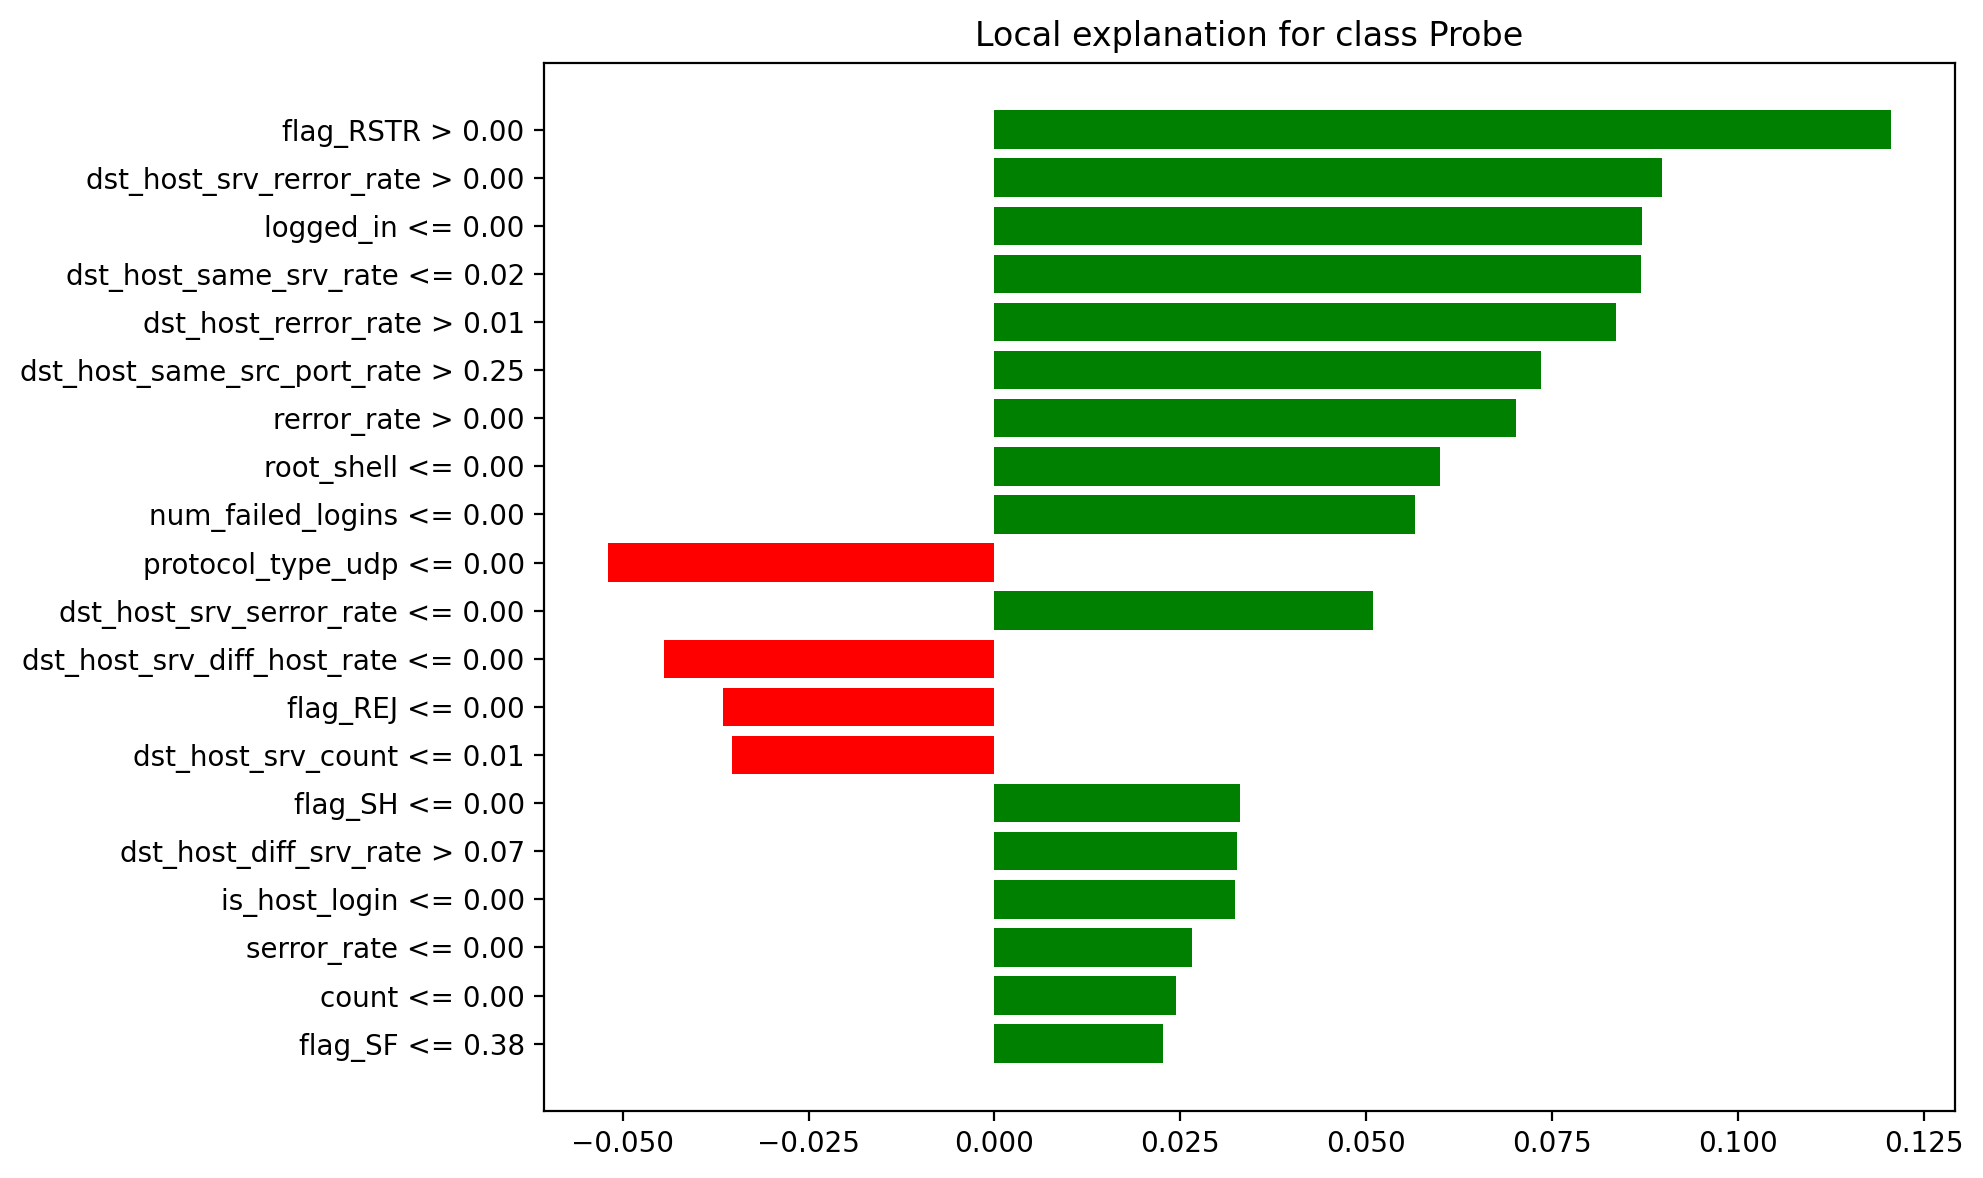 Local explanation for class Probe
flag_RSTR > 0.00
dst_host_srv_rerror_rate > 0.00
logged_in <= 0.00
dst_host_same_srv_rate <= 0.02
dst_host_rerror_rate > 0.01
dst_host_same_src_port_rate > 0.25
rerror_rate > 0.00
root_shell <= 0.00
num_failed_logins <= 0.00
protocol_type_udp <= 0.00
dst_host_srv_serror_rate <= 0.00
dst_host_srv_diff_host_rate <= 0.00
flag_REJ <= 0.00
dst_host_srv_count <= 0.01
flag_SH <= 0.00
dst_host_diff_srv_rate > 0.07
is_host_login <= 0.00
serror_rate <= 0.00
count <= 0.00
flag_SF <= 0.38
−0.050 −0.025 0.000 0.025 0.050 0.075 0.100 0.125